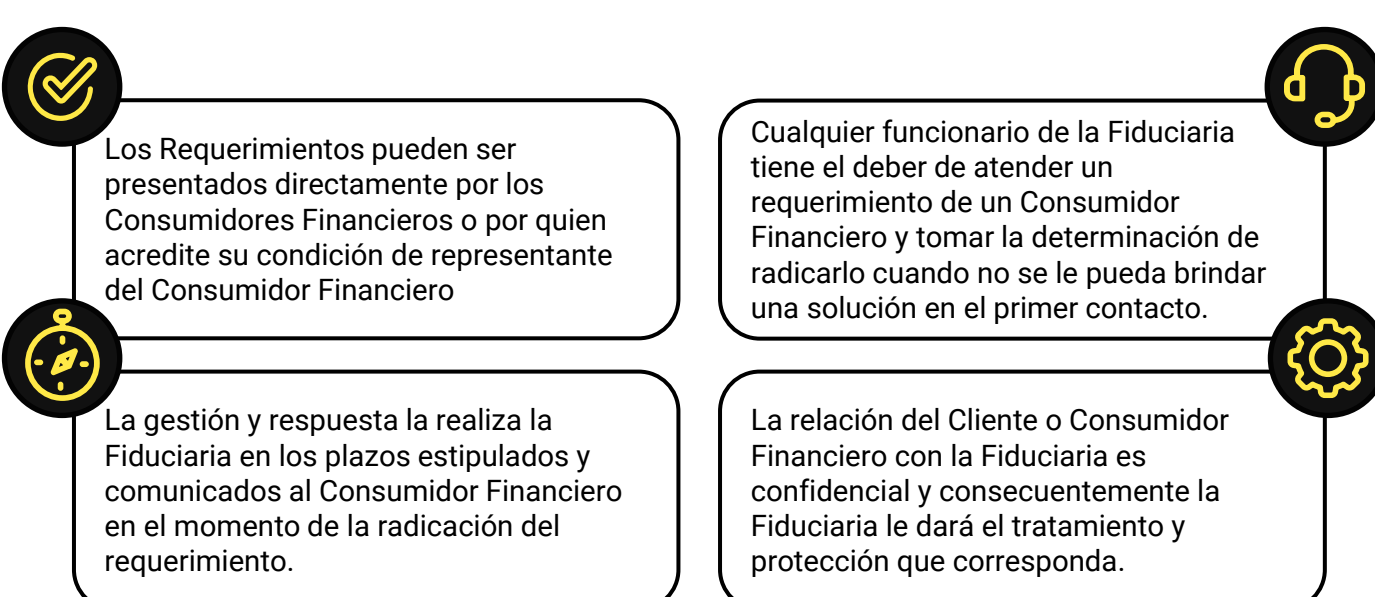 Los Requerimientos pueden ser
presentados directamente por los
Consumidores Financieros o por quien
acredite su condición de representante
del Consumidor Financiero
Cualquier funcionario de la Fiduciaria
tiene el deber de atender un
requerimiento de un Consumidor
Financiero y tomar la determinación de
radicarlo cuando no se le pueda brindar
una solución en el primer contacto.
La gestión y respuesta la realiza la
Fiduciaria en los plazos estipulados y
comunicados al Consumidor Financiero
en el momento de la radicación del
requerimiento.
La relación del Cliente o Consumidor
Financiero con la Fiduciaria es
confidencial y consecuentemente la
Fiduciaria le dará el tratamiento y
protección que corresponda.